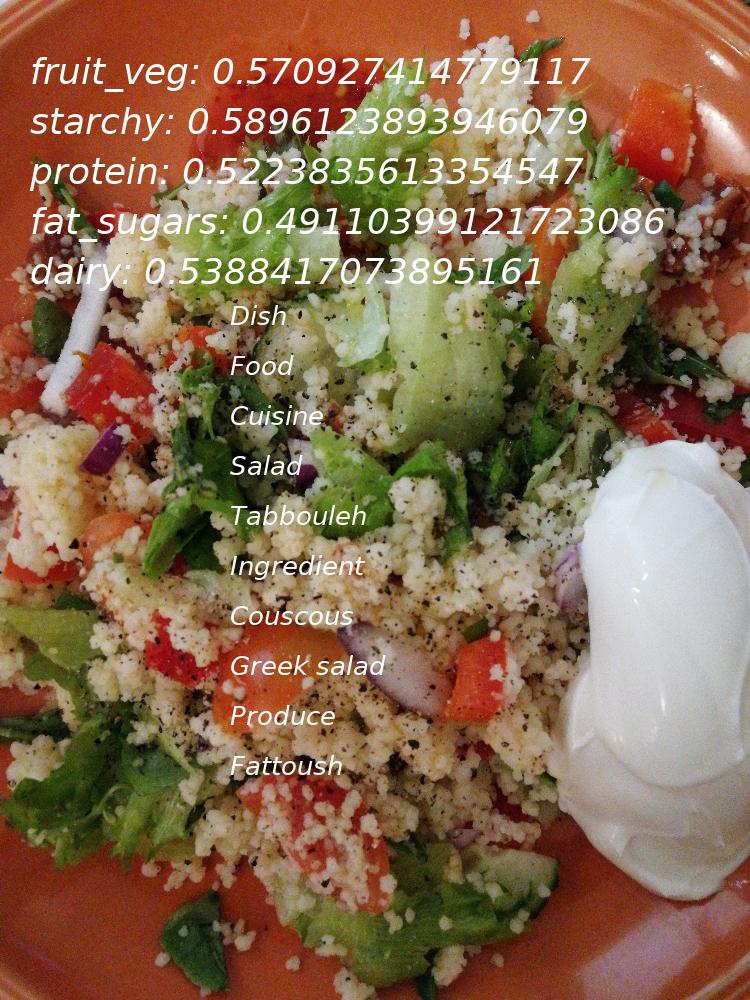 fruit_veg: 0.570927414779117
starchy: 0.5896123893946079
protein: 0.5223835613354547
fat_sugars: 0.49110399121723086
dairy: 0.5388417073895161
Dish
Food
Cuisine
Salad
Tabbouleh
Ingredient
Couscous
Greek salad
Produce
Fattoush